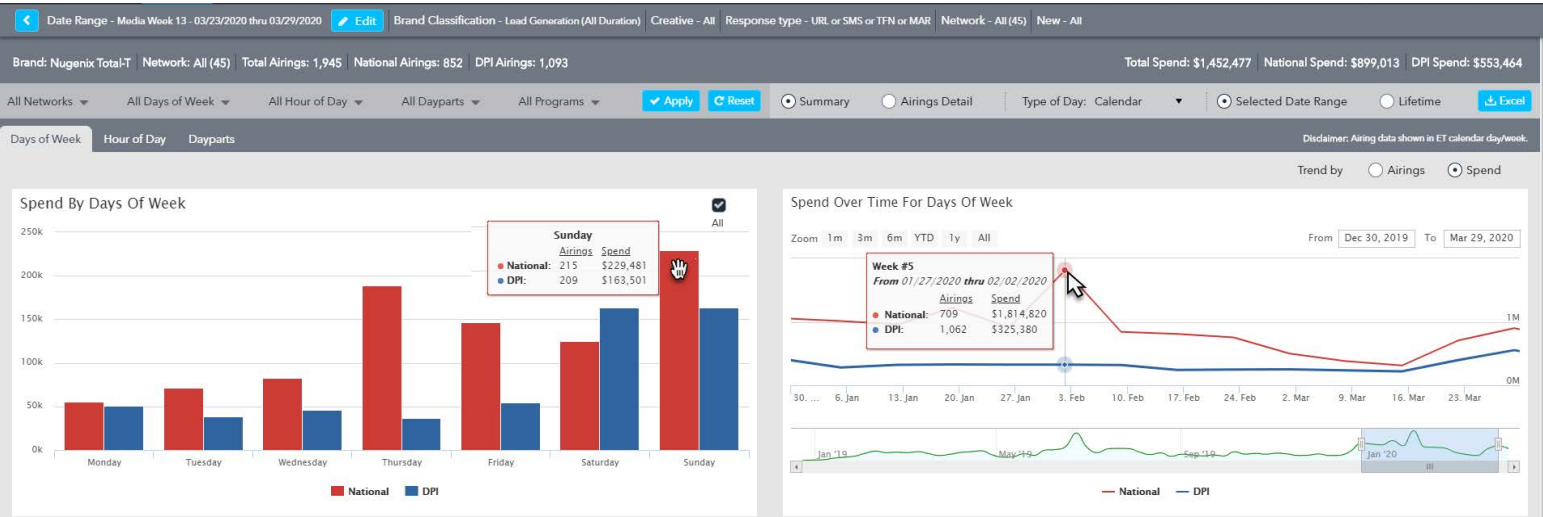 Date Range - Media Week 13 - 03/23/2020 thru 03/29/2020 Edit Brand Classification - Lead Generation (All Duration) Creative - All Response type - URL or SMS or TFN or MAR Network - All (45) New - All
Brand: Nugenix Total-T Network: All (45) Total Airings: 1,945 National Airings: 852 DPI Airings: 1,093 Total Spend: $1,452,477 National Spend: $899,013 DPI Spend: $553,464
All Networks All Days of Week All Hour of Day All Dayparts All Programs Apply Reset Summary Airings Detail Type of Day: Calendar Selected Date Range Lifetime Excel
Days of Week Hour of Day Dayparts Disclaimer: Airing data shown in ET calendar day/week.
Trend by Airings Spend
Spend By Days Of Week
All
250k
200k
150k
100k
50k
0k
Sunday
Airings Spend
National: 215 $229,481
DPI: 209 $163,501
Monday Tuesday Wednesday Thursday Friday Saturday Sunday
National DPI
Spend Over Time For Days Of Week
Zoom 1m 3m 6m YTD 1y All From Dec 30, 2019 To Mar 29, 2020
Week #5
From 01/27/2020 thru 02/02/2020
Airings Spend
National: 709 $1,814,820
DPI: 1,062 $325,380
1M
0M
30. ... 6. Jan 13. Jan 20. Jan 27. Jan 3. Feb 10. Feb 17. Feb 24. Feb 2. Mar 9. Mar 16. Mar 23. Mar
Jan '19 May '19 Sep '19 Jan '20
National DPI